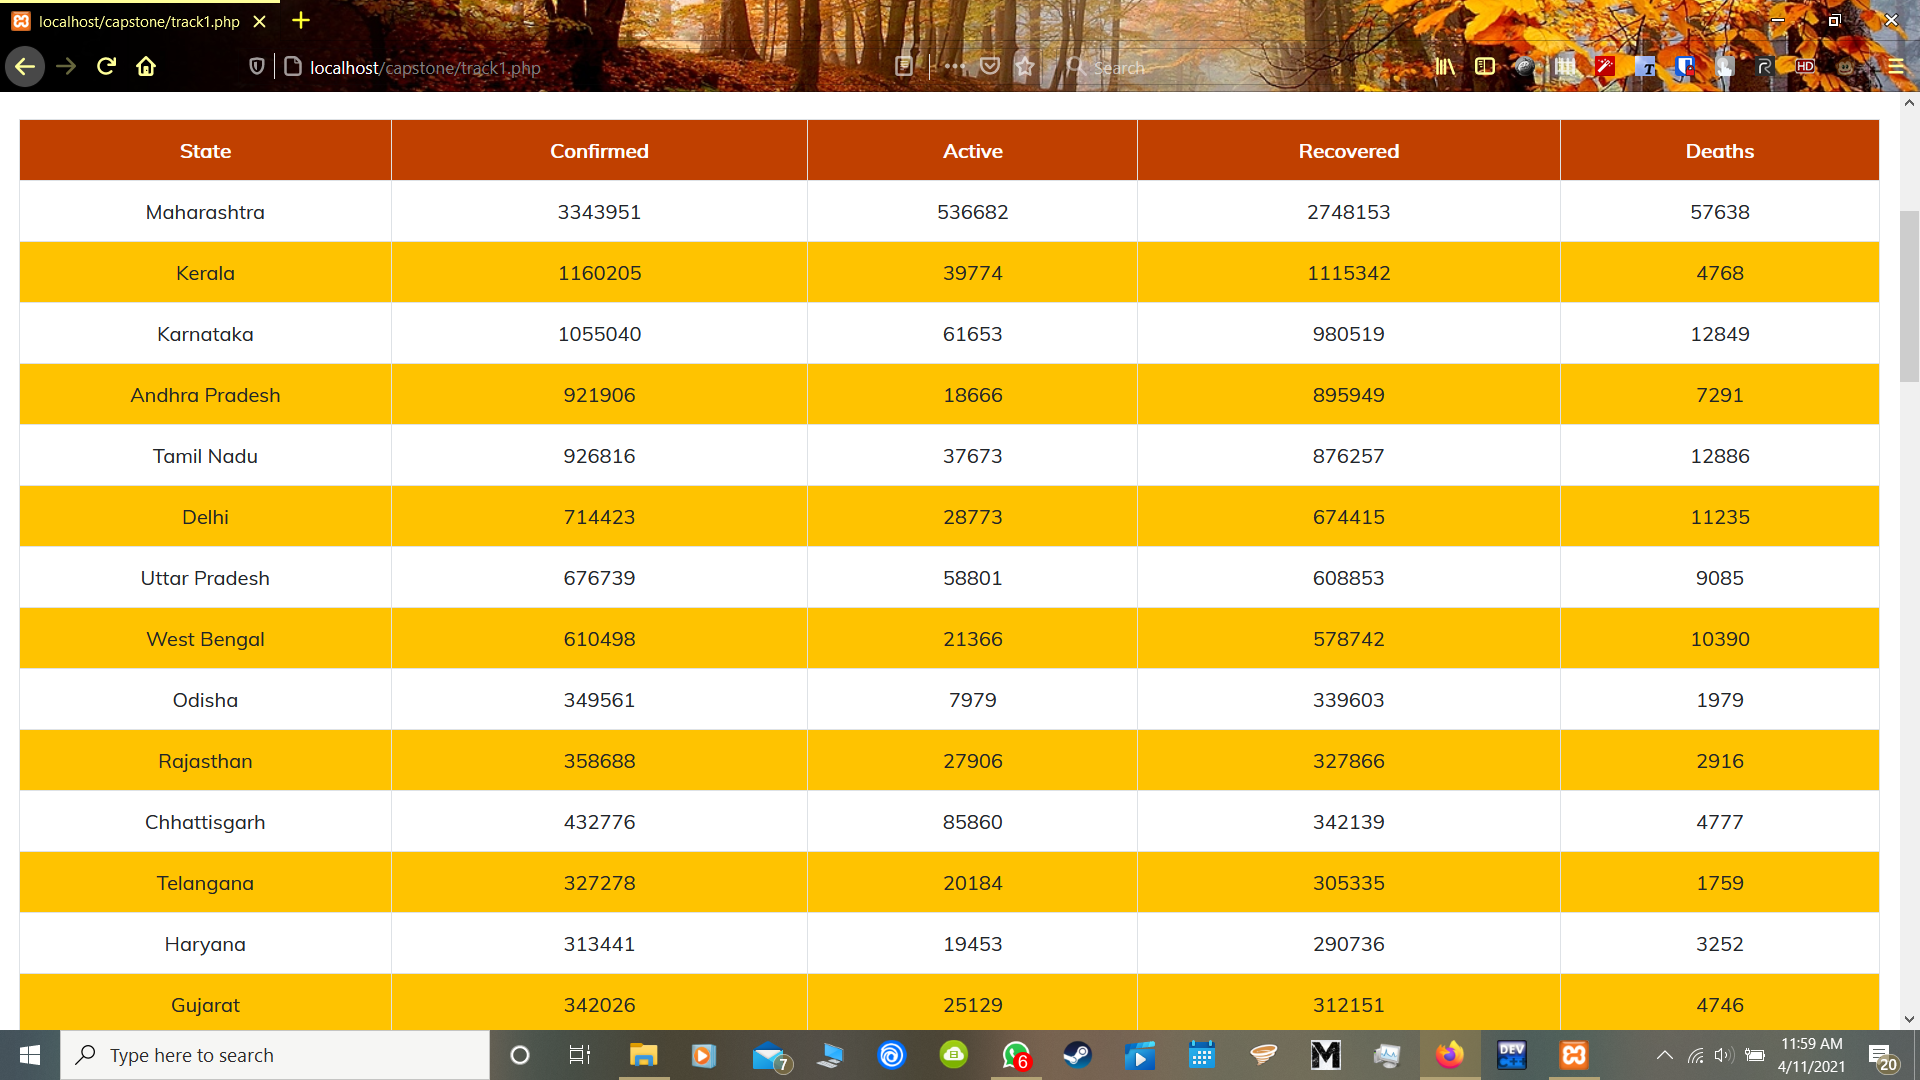 localhost/capstone/track1.php
localhost/capstone/track1.php
Search
HD
State Confirmed Active Recovered Deaths
Maharashtra 3343951 536682 2748153 57638
Kerala 1160205 39774 1115342 4768
Karnataka 1055040 61653 980519 12849
Andhra Pradesh 921906 18666 895949 7291
Tamil Nadu 926816 37673 876257 12886
Delhi 714423 28773 674415 11235
Uttar Pradesh 676739 58801 608853 9085
West Bengal 610498 21366 578742 10390
Odisha 349561 7979 339603 1979
Rajasthan 358688 27906 327866 2916
Chhattisgarh 432776 85860 342139 4777
Telangana 327278 20184 305335 1759
Haryana 313441 19453 290736 3252
Gujarat 342026 25129 312151 4746
Type here to search
7
6
M
DEV
11:59 AM
4/11/2021
20